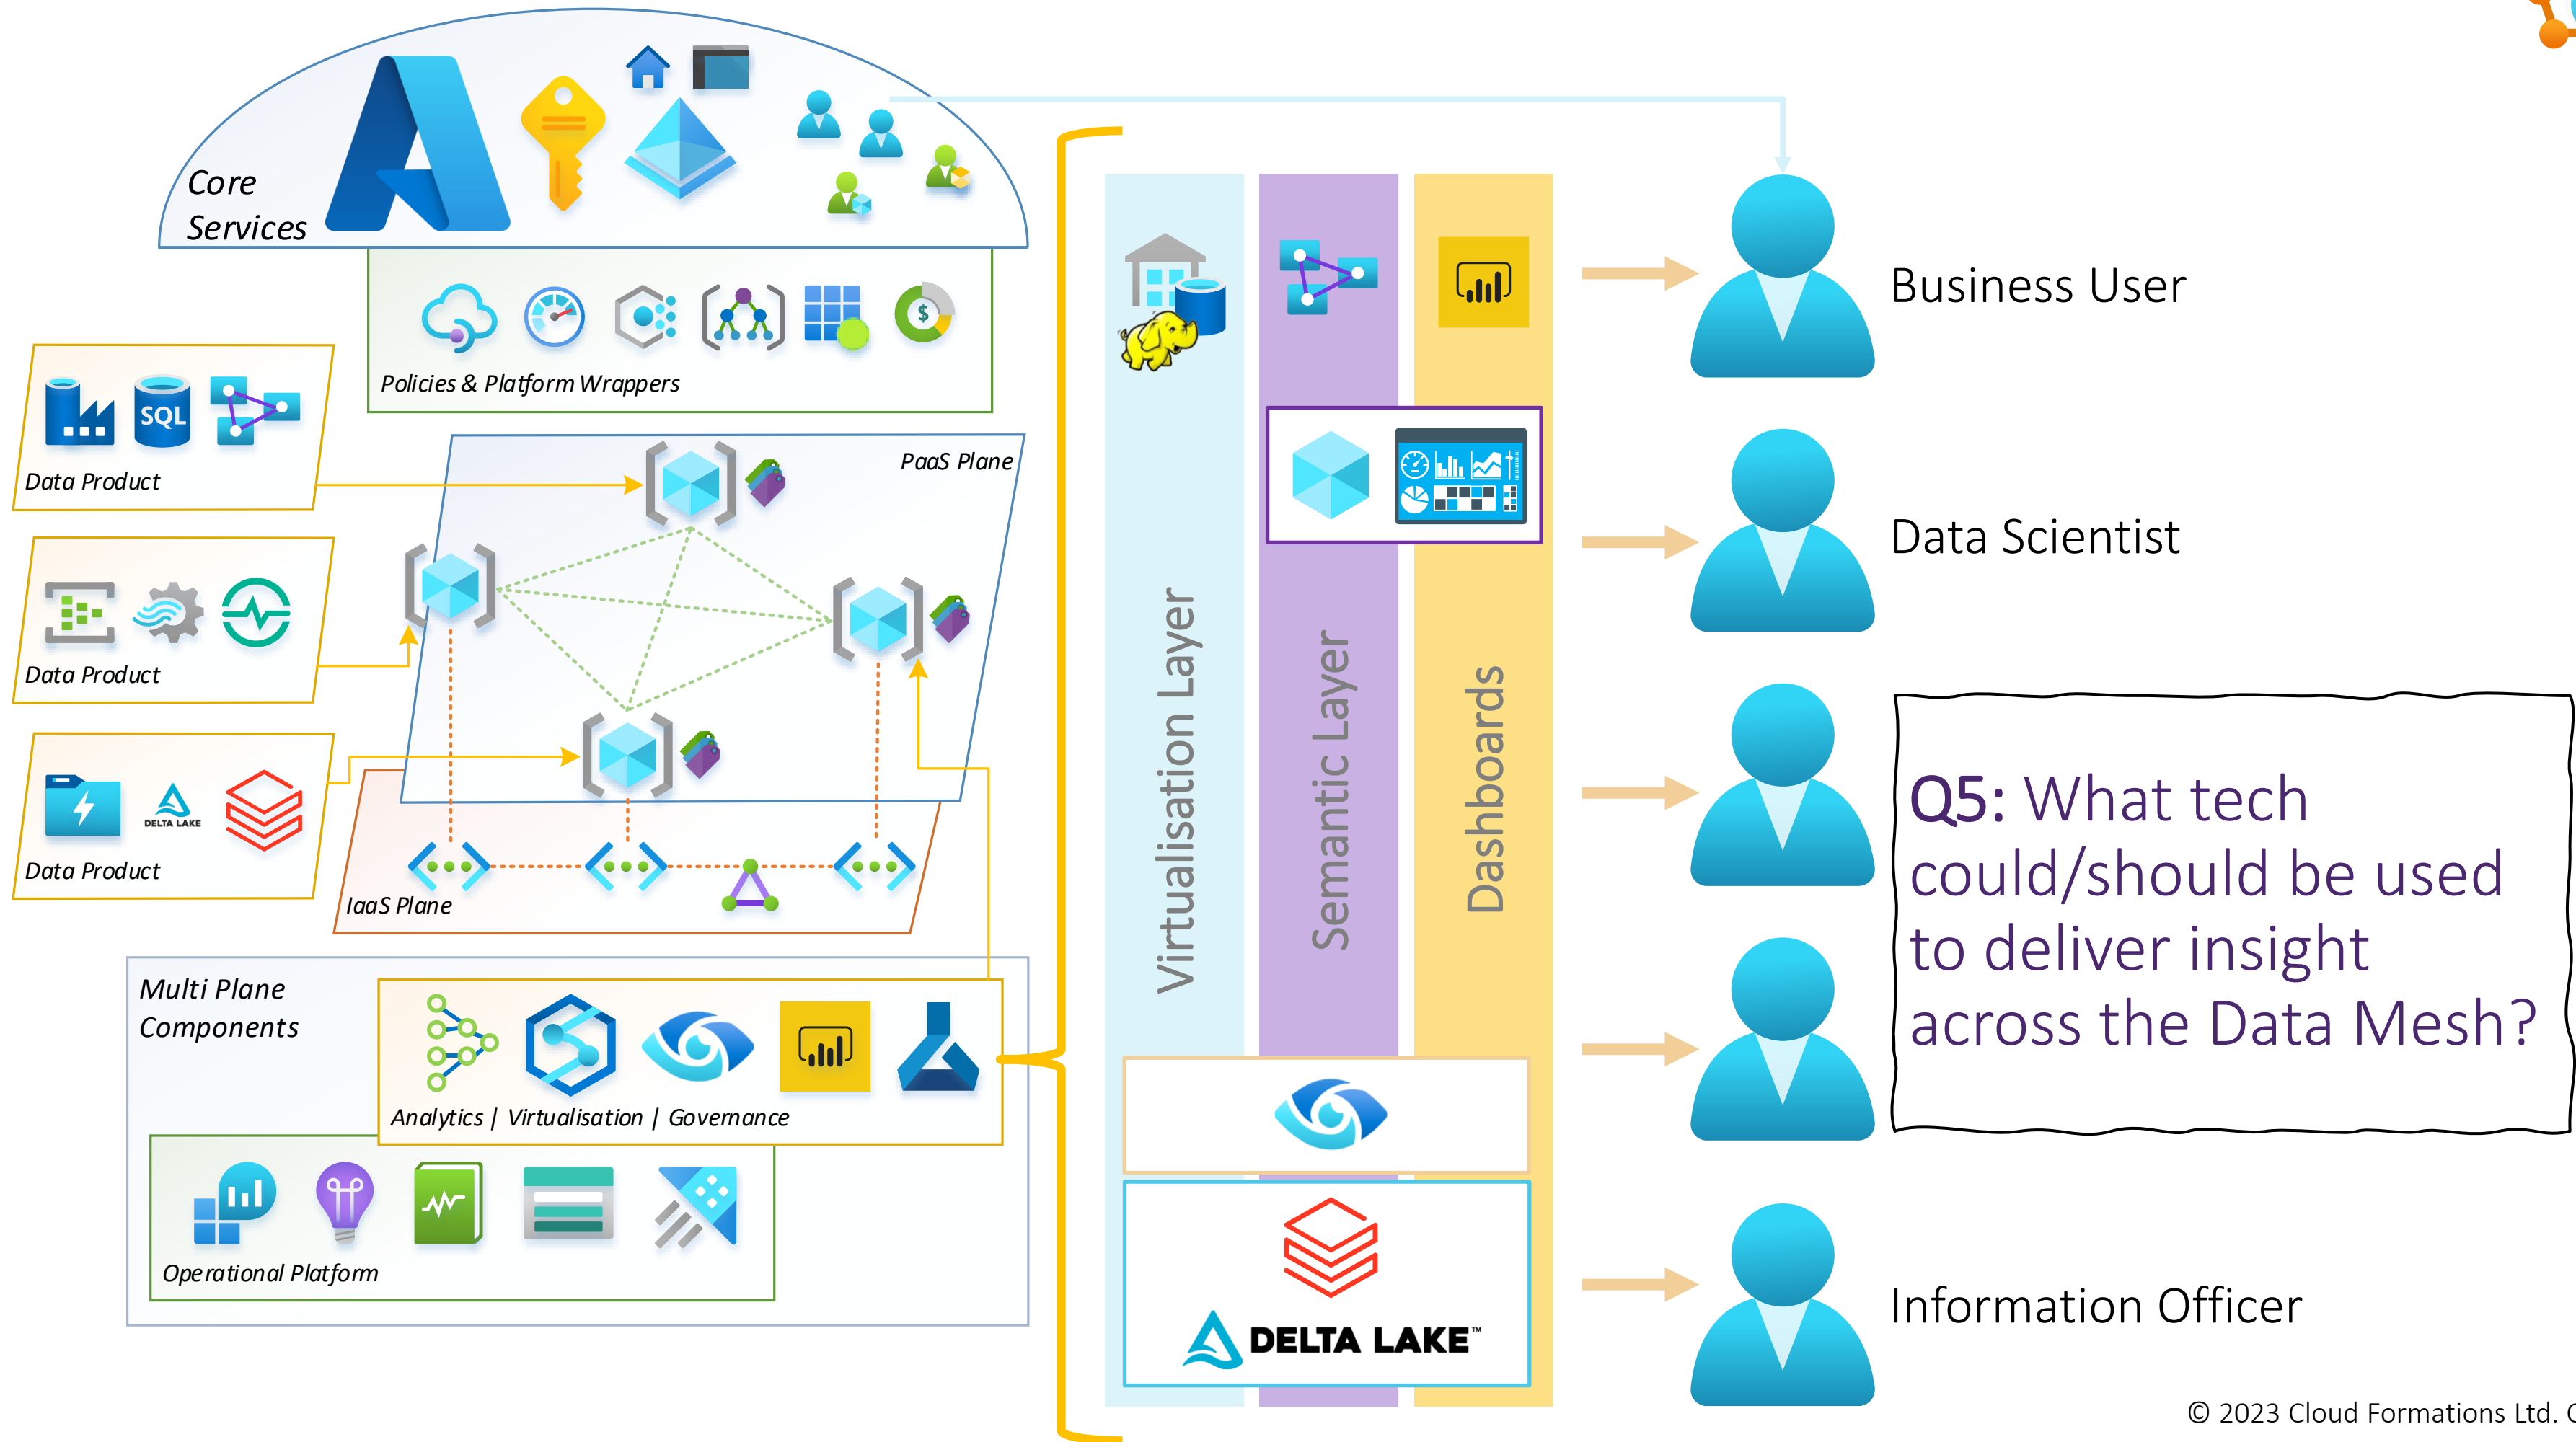 Core
Services
Policies & Platform Wrappers
SQL
Data Product
PaaS Plane
Data Product
DELTA LAKE
Data Product
IaaS Plane
Multi Plane
Components
Analytics | Virtualisation | Governance
Operational Platform
$
Virtualisation Layer
Semantic Layer
Dashboards
DELTA LAKE™
Business User
Data Scientist
Q5: What tech
could/should be used
to deliver insight
across the Data Mesh?
Information Officer
© 2023 Cloud Formations Ltd.